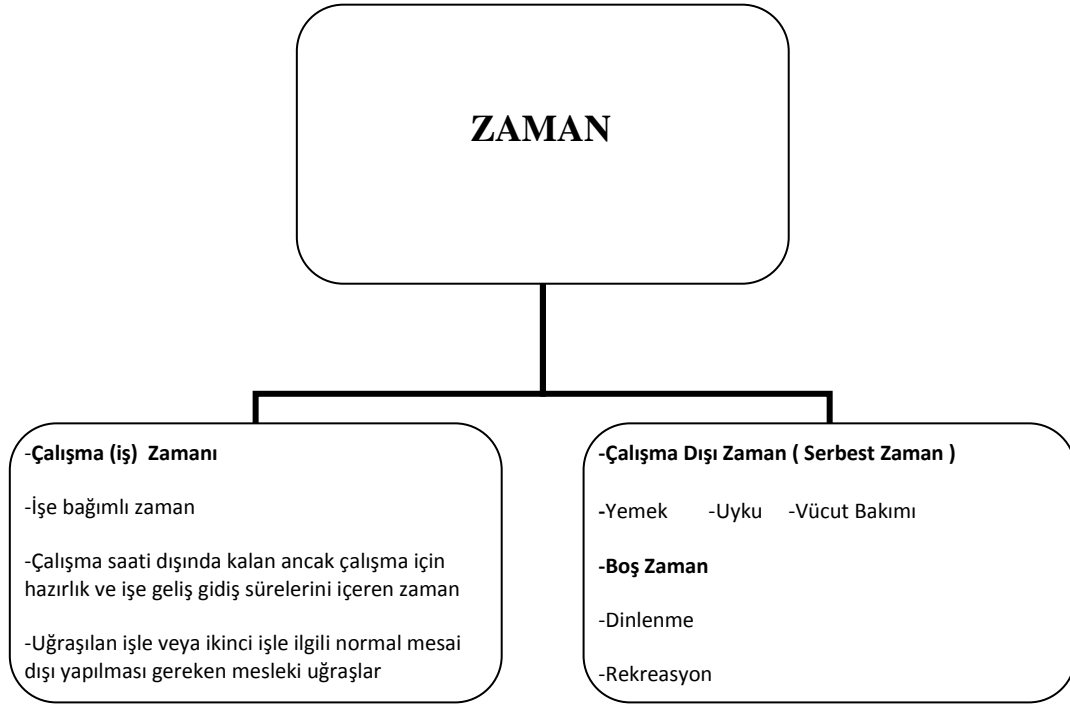 ZAMAN
-Çalışma (iş) Zamanı
-İşe bağımlı zaman
-Çalışma saati dışında kalan ancak çalışma için
hazırlık ve işe geliş gidiş sürelerini içeren zaman
-Uğraşılan işle veya ikinci işle ilgili normal mesai
dışı yapılması gereken mesleki uğraşlar
-Çalışma Dışı Zaman ( Serbest Zaman )
-Yemek -Uyku -Vücut Bakımı
-Boş Zaman
-Dinlenme
-Rekreasyon